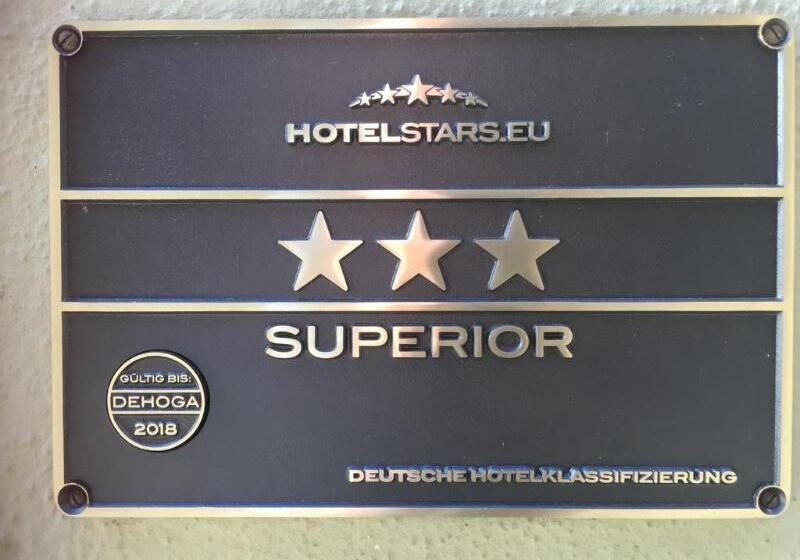 HOTELSTARS.EU
SUPERIOR
GÜLTIG BIS:
DEHOGA
2018
DEUTSCHE HOTELKLASSIFIZIERUNG